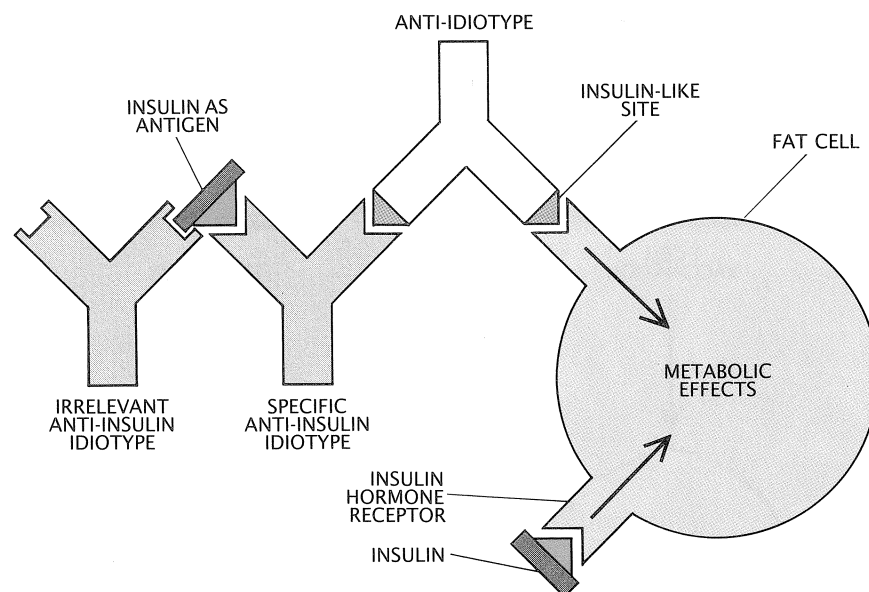 ANTI-IDIOTYPE
INSULIN AS
ANTIGEN
INSULIN-LIKE
SITE
FAT CELL
METABOLIC
EFFECTS
IRRELEVANT
ANTI-INSULIN
IDIOTYPE
SPECIFIC
ANTI-INSULIN
IDIOTYPE
INSULIN
HORMONE
RECEPTOR
INSULIN